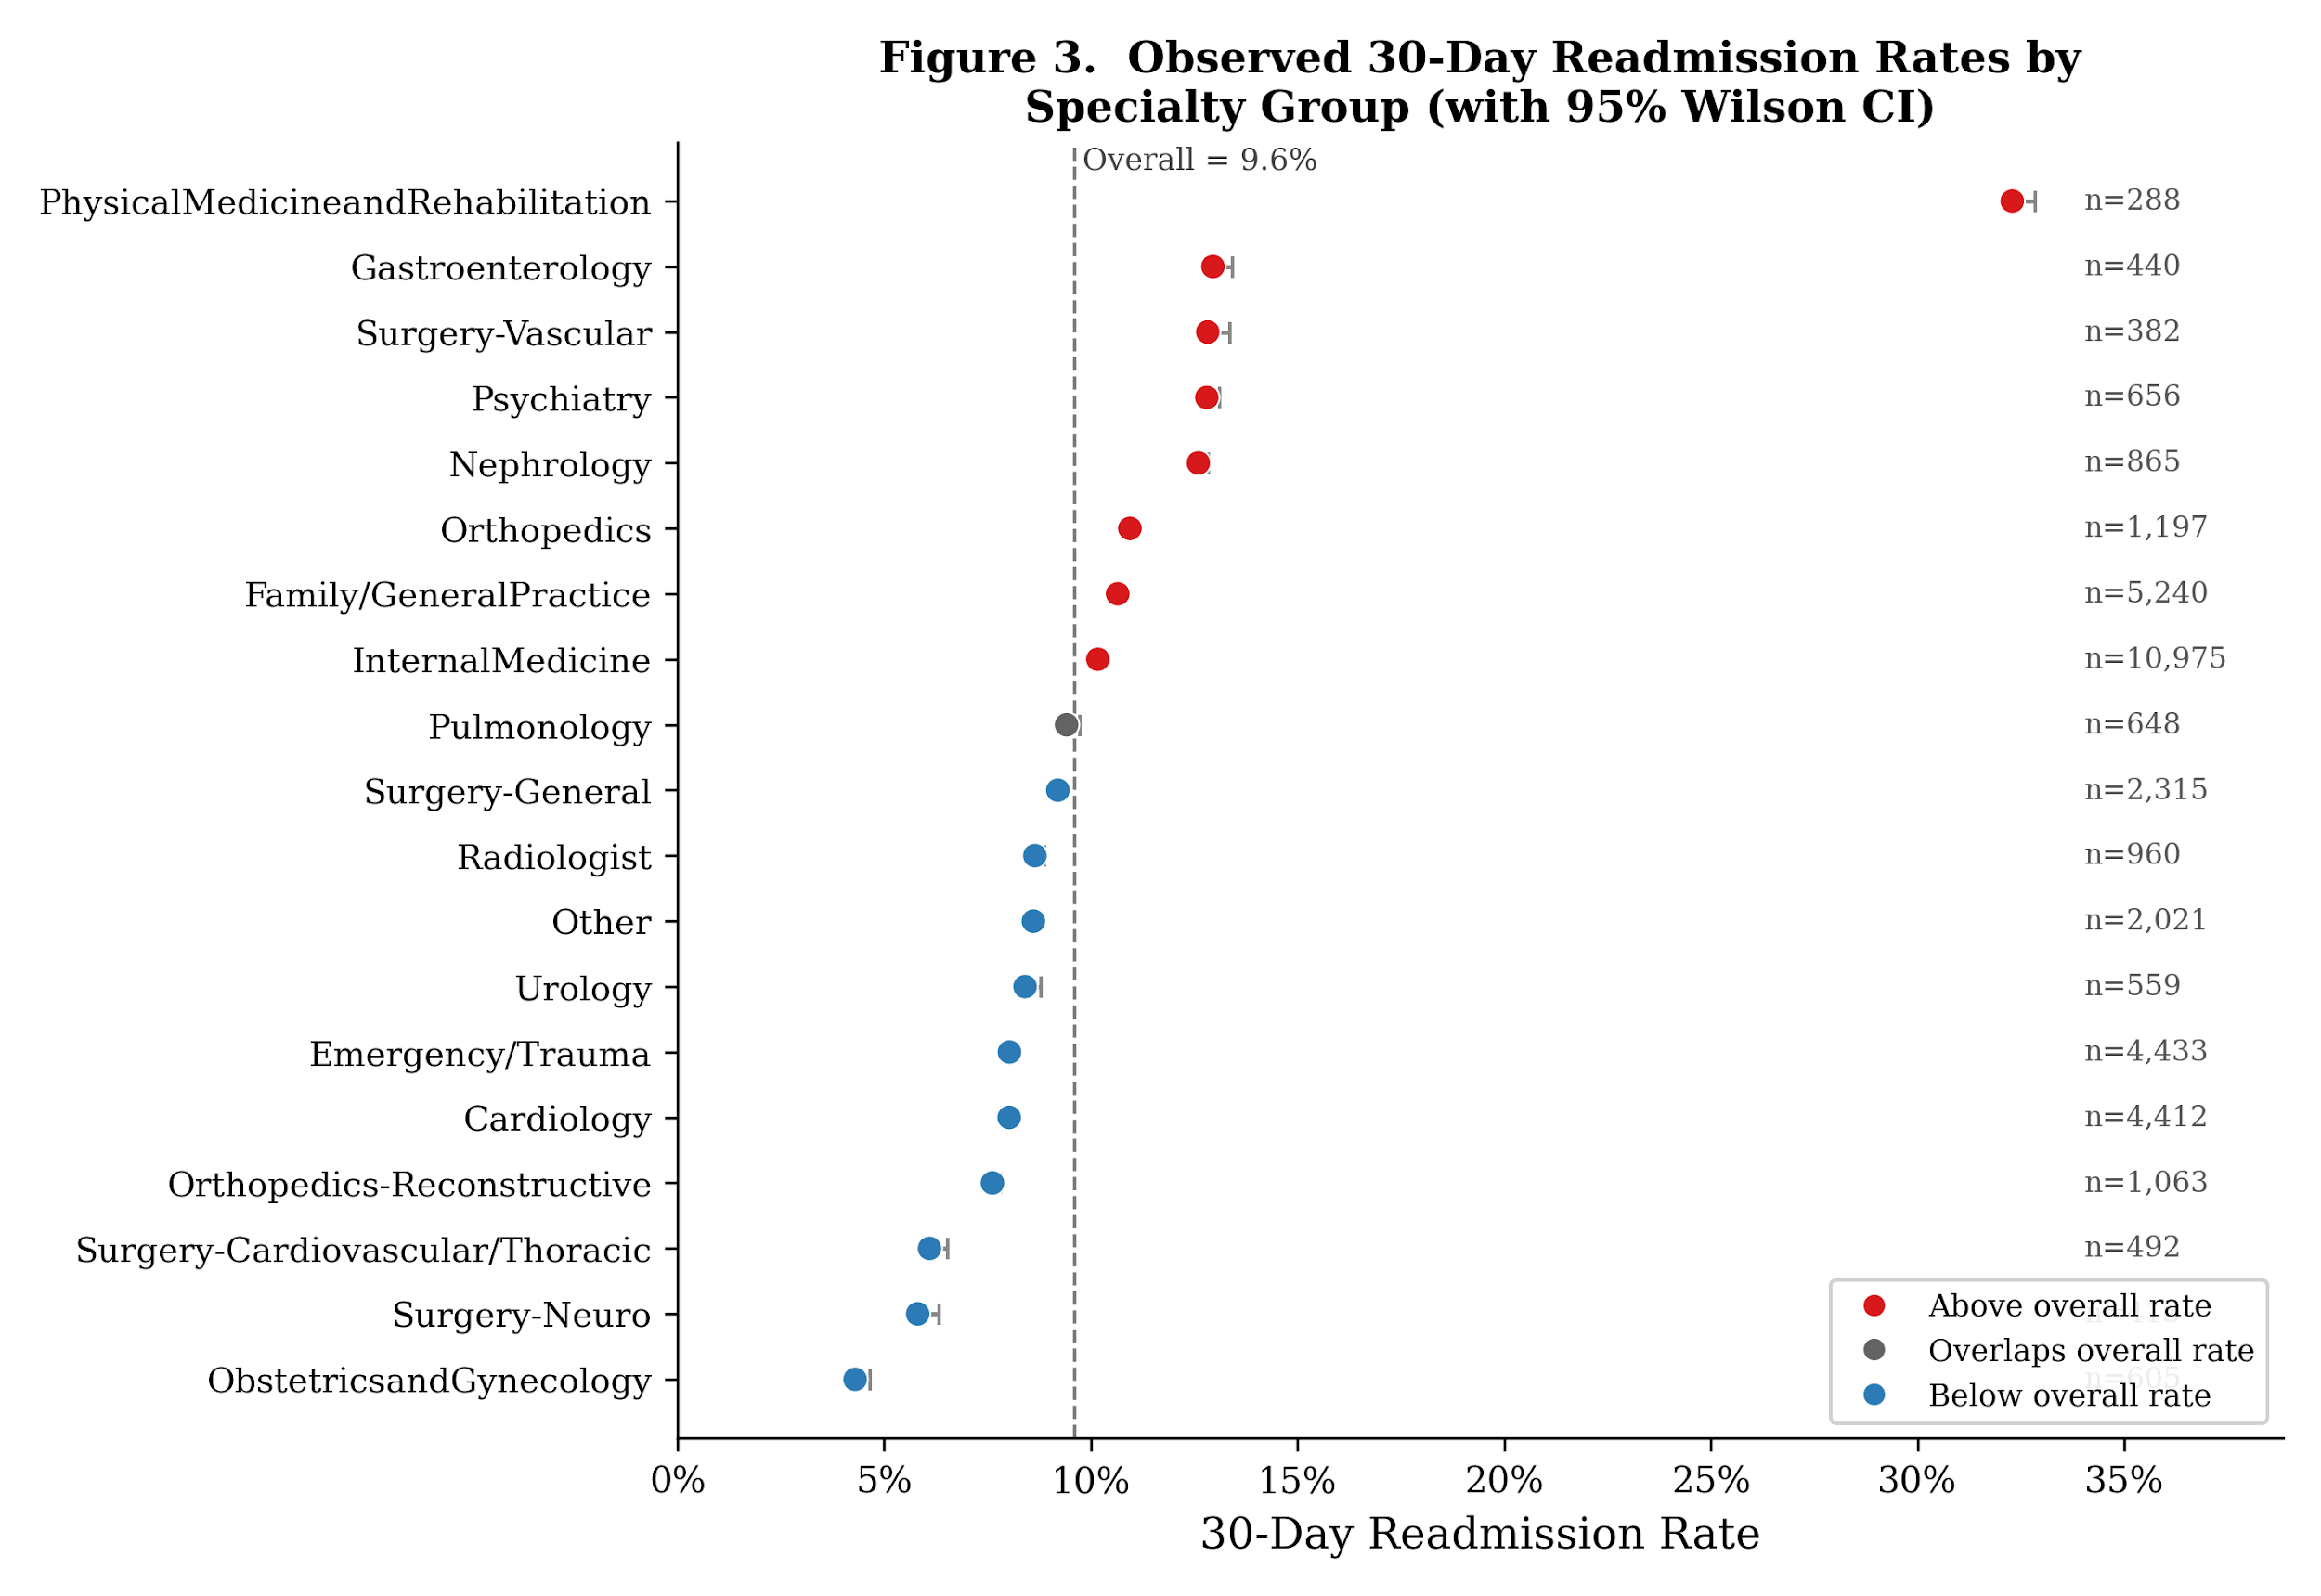 Figure 3.  Observed 30-Day Readmission Rates by
Specialty Group (with 95% Wilson CI)
Overall = 9.6%
PhysicalMedicineandRehabilitation n=288
Gastroenterology n=440
Surgery-Vascular n=382
Psychiatry n=656
Nephrology n=865
Orthopedics n=1,197
Family/GeneralPractice n=5,240
InternalMedicine n=10,975
Pulmonology n=648
Surgery-General n=2,315
Radiologist n=960
Other n=2,021
Urology n=559
Emergency/Trauma n=4,433
Cardiology n=4,412
Orthopedics-Reconstructive n=1,063
Surgery-Cardiovascular/Thoracic n=492
Surgery-Neuro
ObstetricsandGynecology n=605
Above overall rate
Overlaps overall rate
Below overall rate
0% 5% 10% 15% 20% 25% 30% 35%
30-Day Readmission Rate